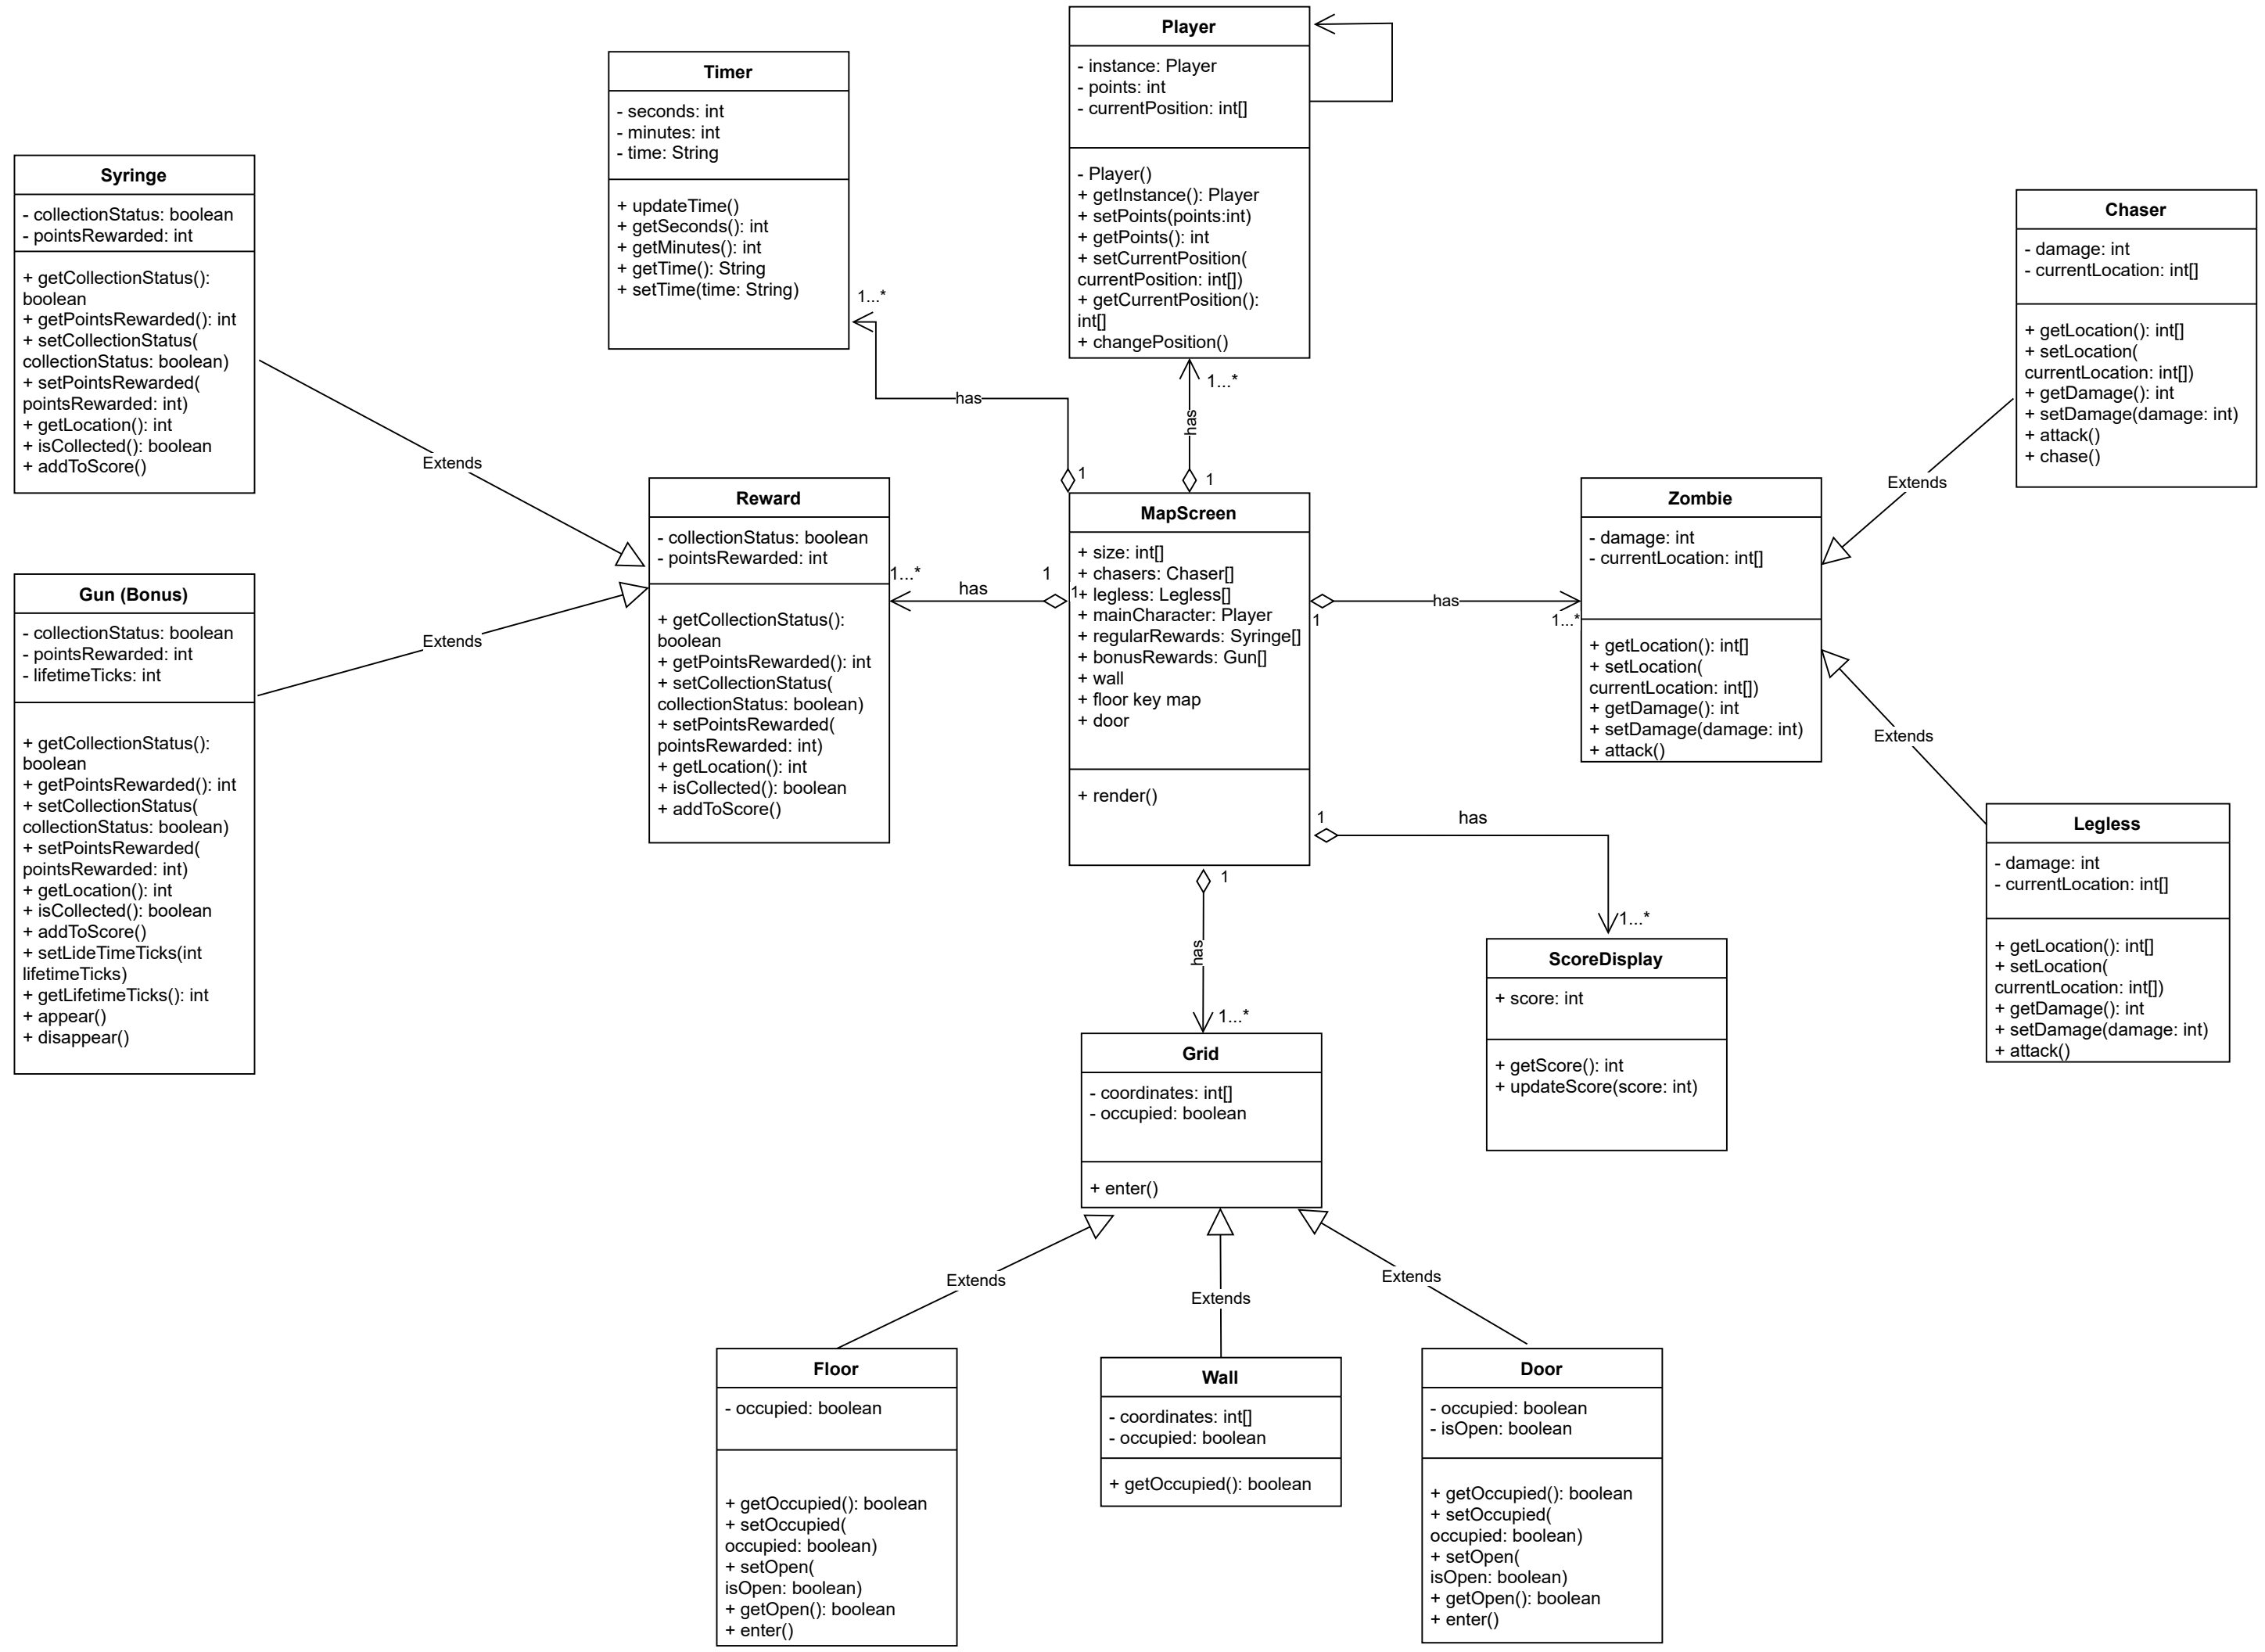 Player
- instance: Player
- points: int
- currentPosition: int[]
- Player()
+ getInstance(): Player
+ setPoints(points:int)
+ getPoints(): int
+ setCurrentPosition(
currentPosition: int[])
+ getCurrentPosition():
int[]
+ changePosition()
Timer
- seconds: int
- minutes: int
- time: String
+ updateTime()
+ getSeconds(): int
+ getMinutes(): int
+ getTime(): String
+ setTime(time: String)
Syringe
- collectionStatus: boolean
- pointsRewarded: int
+ getCollectionStatus():
boolean
+ getPointsRewarded(): int
+ setCollectionStatus(
collectionStatus: boolean)
+ setPointsRewarded(
pointsRewarded: int)
+ getLocation(): int
+ isCollected(): boolean
+ addToScore()
Chaser
- damage: int
- currentLocation: int[]
+ getLocation(): int[]
+ setLocation(
currentLocation: int[])
+ getDamage(): int
+ setDamage(damage: int)
+ attack()
+ chase()
1...*
has
1
1...*
has
1
Extends
Extends
Reward
- collectionStatus: boolean
- pointsRewarded: int
+ getCollectionStatus():
boolean
+ getPointsRewarded(): int
+ setCollectionStatus(
collectionStatus: boolean)
+ setPointsRewarded(
pointsRewarded: int)
+ getLocation(): int
+ isCollected(): boolean
+ addToScore()
1...*
has
1
1
MapScreen
+ size: int[]
+ chasers: Chaser[]
+ legless: Legless[]
+ mainCharacter: Player
+ regularRewards: Syringe[]
+ bonusRewards: Gun[]
+ wall
+ floor key map
+ door
+ render()
1
has
1...*
Zombie
- damage: int
- currentLocation: int[]
+ getLocation(): int[]
+ setLocation(
currentLocation: int[])
+ getDamage(): int
+ setDamage(damage: int)
+ attack()
Gun (Bonus)
- collectionStatus: boolean
- pointsRewarded: int
- lifetimeTicks: int
+ getCollectionStatus():
boolean
+ getPointsRewarded(): int
+ setCollectionStatus(
collectionStatus: boolean)
+ setPointsRewarded(
pointsRewarded: int)
+ getLocation(): int
+ isCollected(): boolean
+ addToScore()
+ setLideTimeTicks(int
lifetimeTicks)
+ getLifetimeTicks(): int
+ appear()
+ disappear()
Extends
Extends
Legless
- damage: int
- currentLocation: int[]
+ getLocation(): int[]
+ setLocation(
currentLocation: int[])
+ getDamage(): int
+ setDamage(damage: int)
+ attack()
1
has
1...*
ScoreDisplay
+ score: int
+ getScore(): int
+ updateScore(score: int)
1
has
1...*
Grid
- coordinates: int[]
- occupied: boolean
+ enter()
Extends
Extends
Extends
Floor
- occupied: boolean
+ getOccupied(): boolean
+ setOccupied(
occupied: boolean)
+ setOpen(
isOpen: boolean)
+ getOpen(): boolean
+ enter()
Wall
- coordinates: int[]
- occupied: boolean
+ getOccupied(): boolean
Door
- occupied: boolean
- isOpen: boolean
+ getOccupied(): boolean
+ setOccupied(
occupied: boolean)
+ setOpen(
isOpen: boolean)
+ getOpen(): boolean
+ enter()